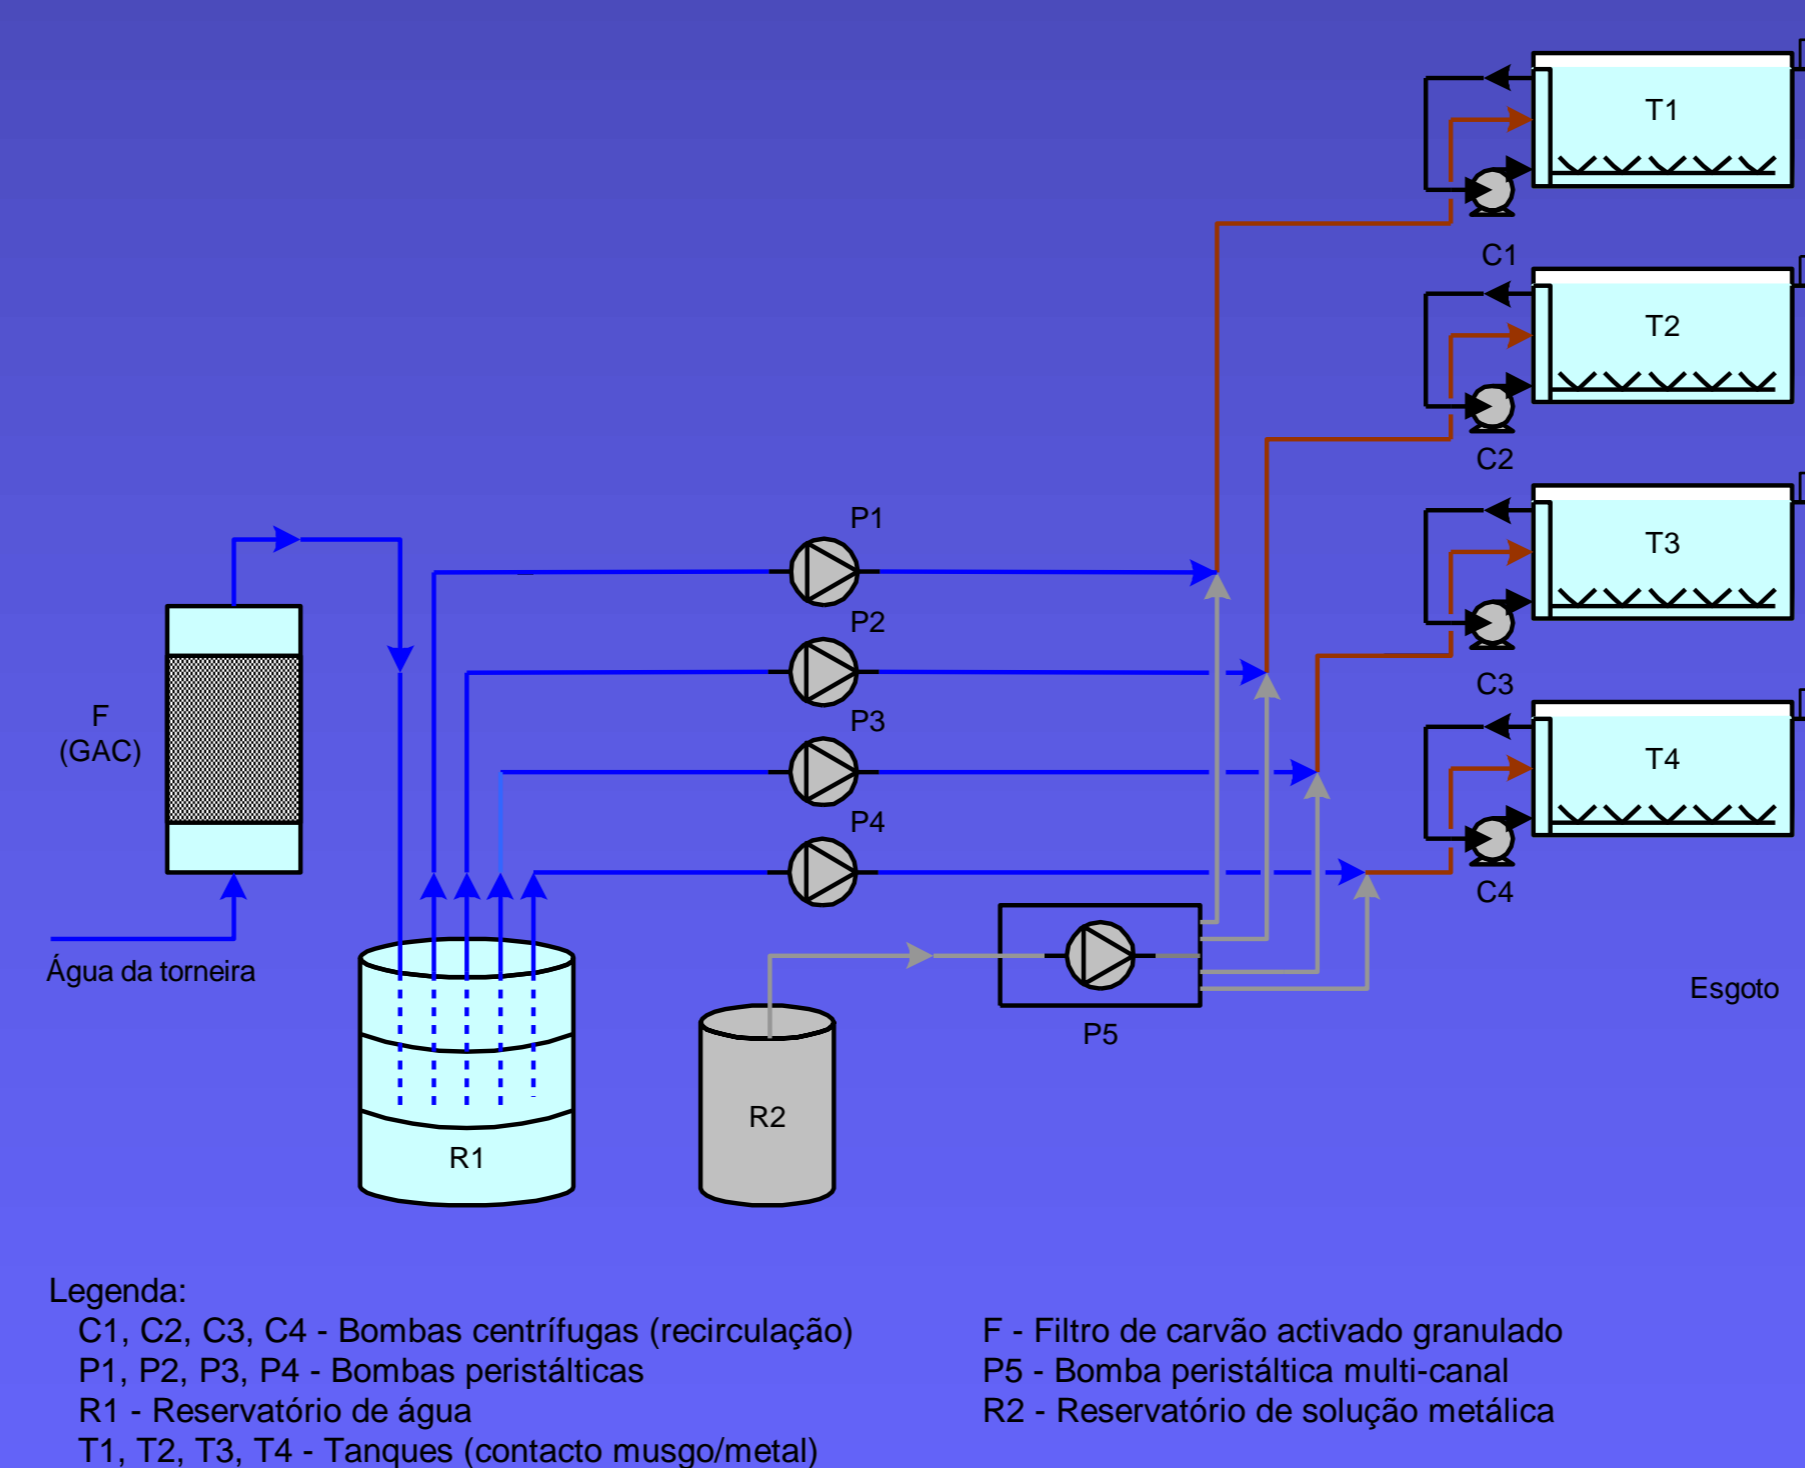 T1
C1
T2
C2
T3
C3
T4
C4
P1
P2
P3
P4
F
(GAC)
Água da torneira
R1
R2
P5
Esgoto
Legenda:
C1, C2, C3, C4 - Bombas centrífugas (recirculação)
P1, P2, P3, P4 - Bombas peristálticas
R1 - Reservatório de água
T1, T2, T3, T4 - Tanques (contacto musgo/metal)
F - Filtro de carvão activado granulado
P5 - Bomba peristáltica multi-canal
R2 - Reservatório de solução metálica